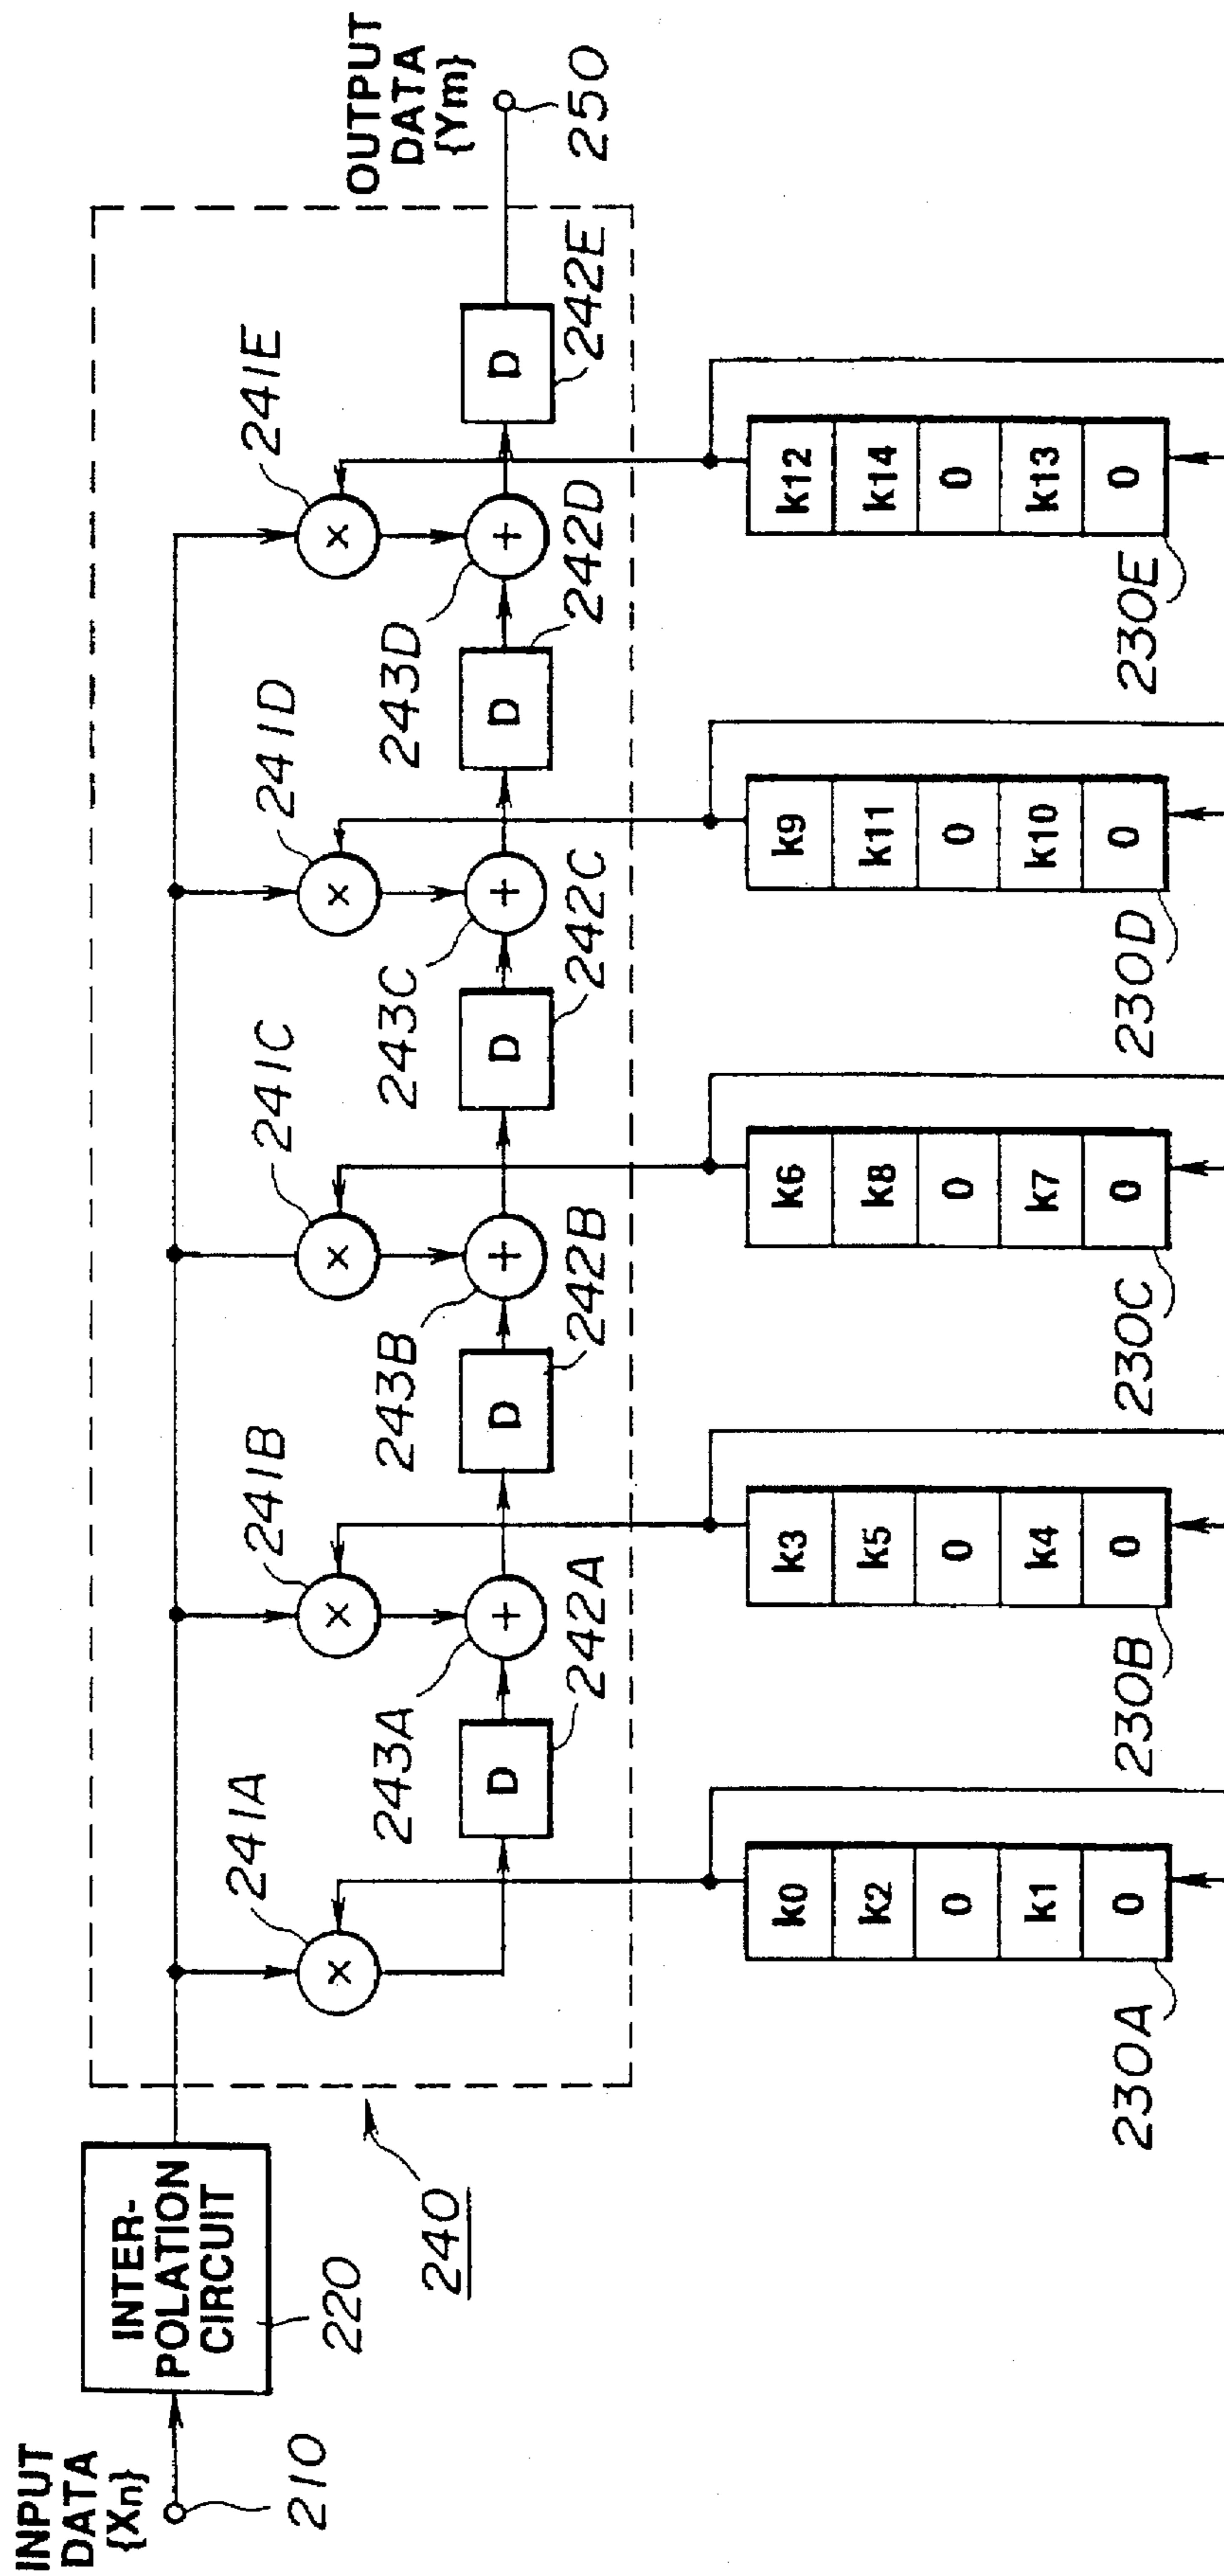 INPUT
DATA
{Xn}
210
INTER-
POLATION
CIRCUIT
220
240
241A
241B
241C
241D
241E
×
×
×
×
×
243A
243B
243C
243D
+
+
+
+
D
D
D
D
D
242A
242B
242C
242D
242E
OUTPUT
DATA
{Ym}
250
k0
k2
0
k1
0
230A
k3
k5
0
k4
0
230B
k6
k8
0
k7
0
230C
k9
k11
0
k10
0
230D
k12
k14
0
k13
0
230E